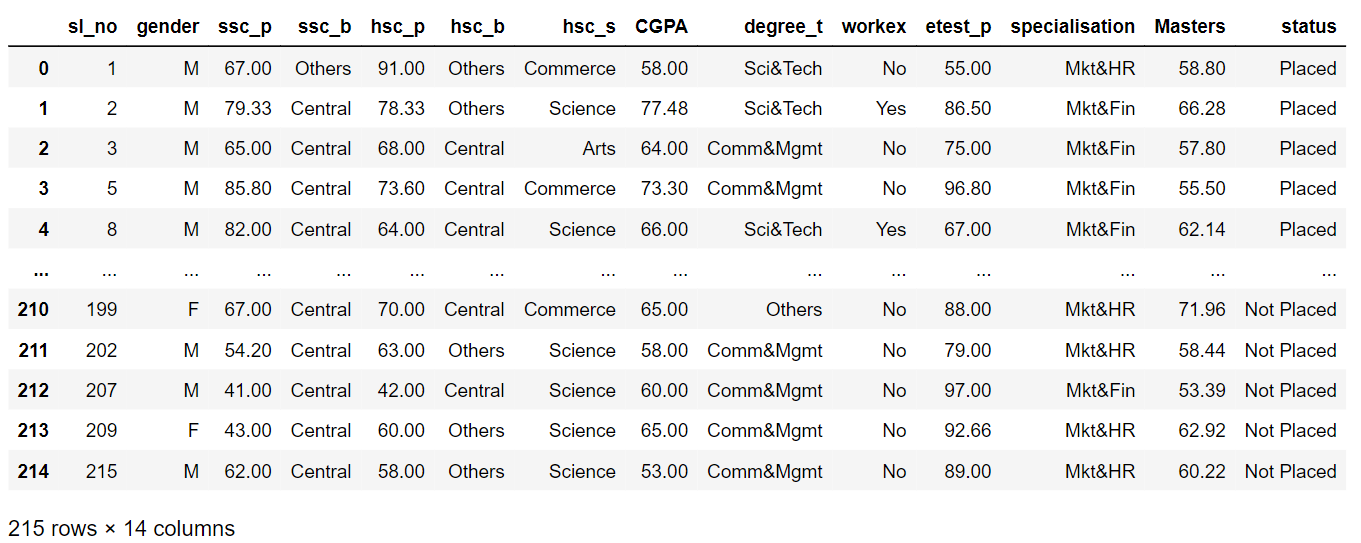 sl_no gender ssc_p ssc_b hsc_p hsc_b hsc_s CGPA degree_t workex etest_p specialisation Masters status
0 1 M 67.00 Others 91.00 Others Commerce 58.00 Sci&Tech No 55.00 Mkt&HR 58.80 Placed
1 2 M 79.33 Central 78.33 Others Science 77.48 Sci&Tech Yes 86.50 Mkt&Fin 66.28 Placed
2 3 M 65.00 Central 68.00 Central Arts 64.00 Comm&Mgmt No 75.00 Mkt&Fin 57.80 Placed
3 5 M 85.80 Central 73.60 Central Commerce 73.30 Comm&Mgmt No 96.80 Mkt&Fin 55.50 Placed
4 8 M 82.00 Central 64.00 Central Science 66.00 Sci&Tech Yes 67.00 Mkt&Fin 62.14 Placed
... ... ... ... ... ... ... ... ... ... ... ... ... ... ...
210 199 F 67.00 Central 70.00 Central Commerce 65.00 Others No 88.00 Mkt&HR 71.96 Not Placed
211 202 M 54.20 Central 63.00 Others Science 58.00 Comm&Mgmt No 79.00 Mkt&HR 58.44 Not Placed
212 207 M 41.00 Central 42.00 Central Science 60.00 Comm&Mgmt No 97.00 Mkt&Fin 53.39 Not Placed
213 209 F 43.00 Central 60.00 Others Science 65.00 Comm&Mgmt No 92.66 Mkt&HR 62.92 Not Placed
214 215 M 62.00 Central 58.00 Others Science 53.00 Comm&Mgmt No 89.00 Mkt&HR 60.22 Not Placed
215 rows × 14 columns